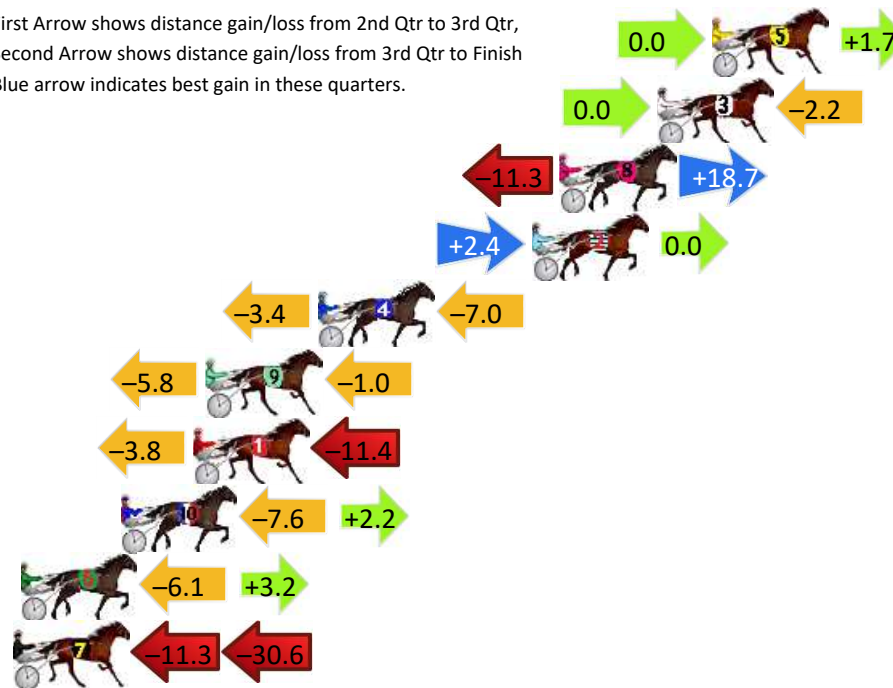 irst Arrow shows distance gain/loss from 2nd Qtr to 3rd Qtr,
Second Arrow shows distance gain/loss from 3rd Qtr to Finish
Blue arrow indicates best gain in these quarters.
0.0 5 +1.7
0.0 3 –2.2
–11.3 8 +18.7
+2.4 2 0.0
–3.4 4 –7.0
–5.8 9 –1.0
–3.8 1 –11.4
10 –7.6 +2.2
–6.1 +3.2
7 –11.3 –30.6